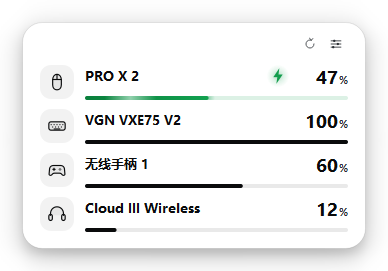 PRO X 2 47%
VGN VXE75 V2 100%
无线手柄 1 60%
Cloud III Wireless 12%